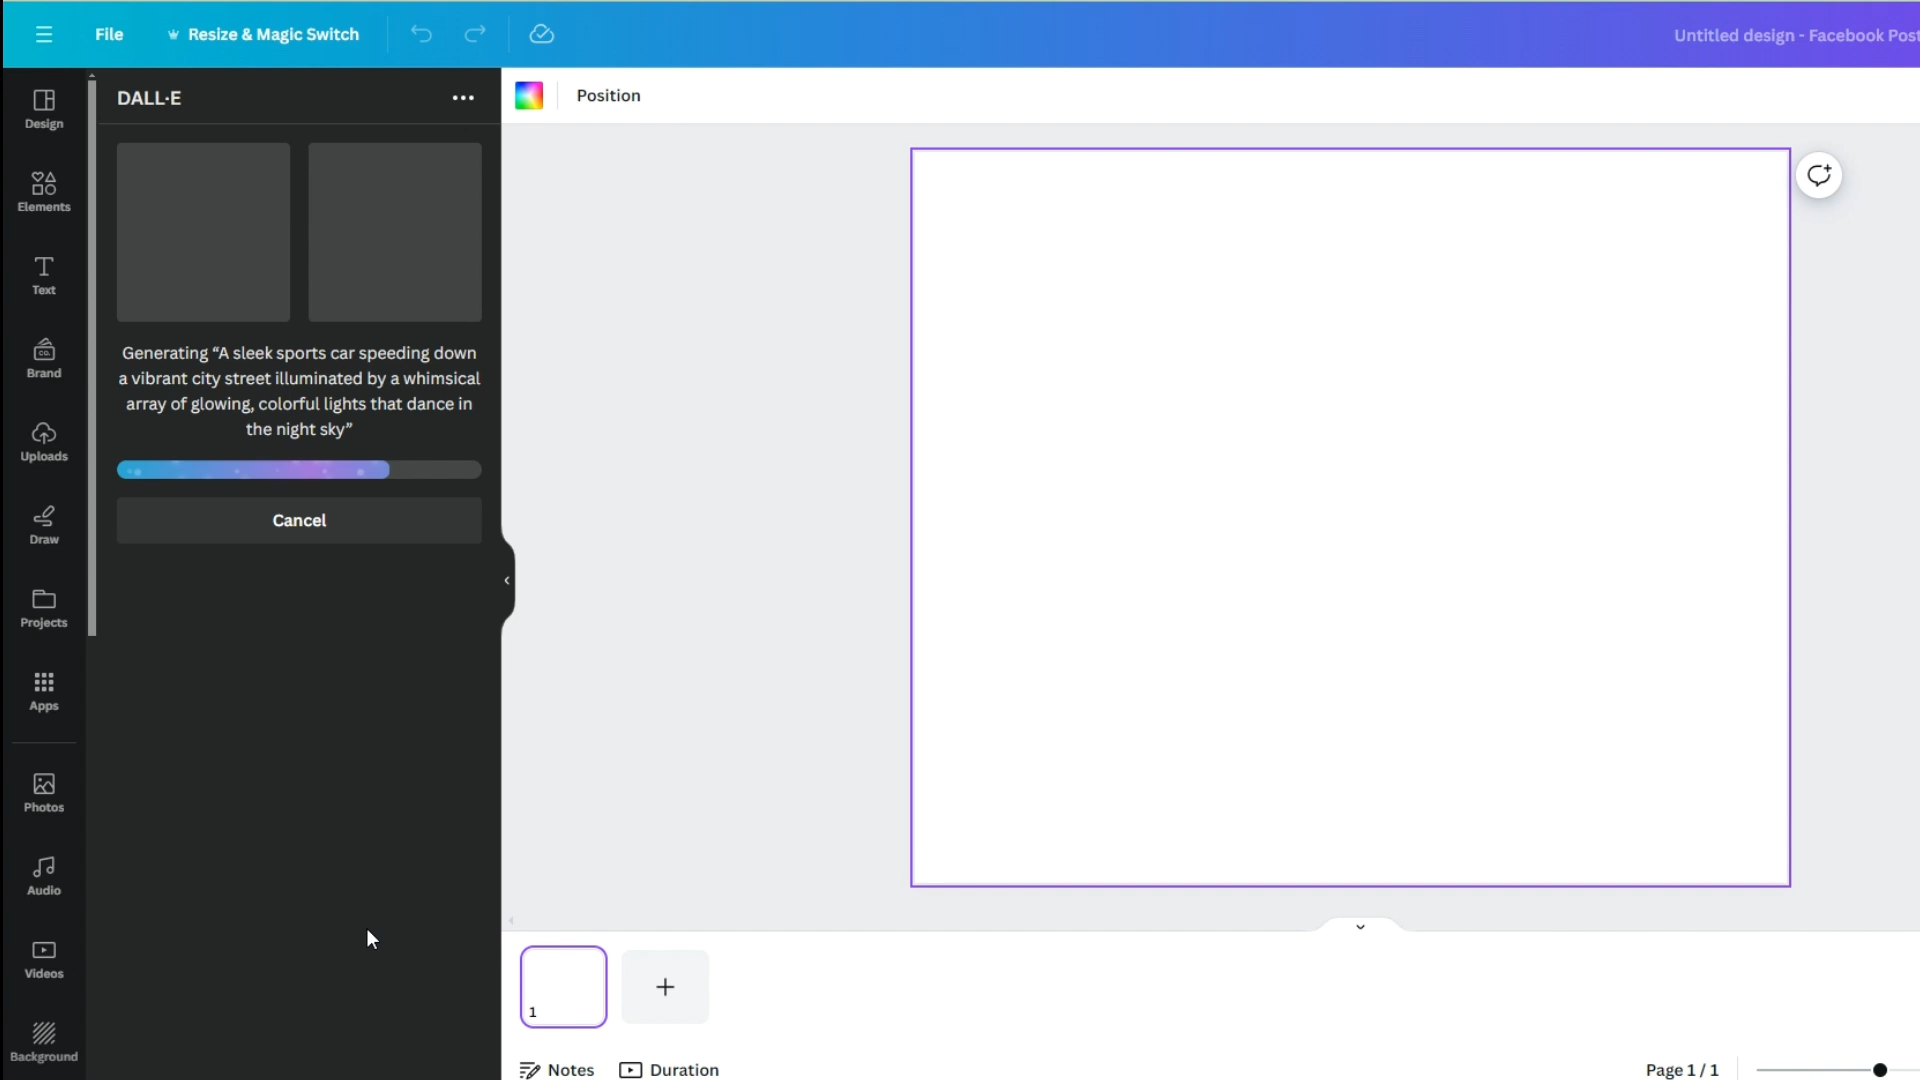 File
Resize & Magic Switch
Untitled design - Facebook Post
Design
Elements
Text
Brand
Uploads
Draw
Projects
Apps
Photos
Audio
Videos
Background
DALL·E
Generating “A sleek sports car speeding down
a vibrant city street illuminated by a whimsical
array of glowing, colorful lights that dance in
the night sky”
Cancel
Position
1
Notes
Duration
Page 1 / 1